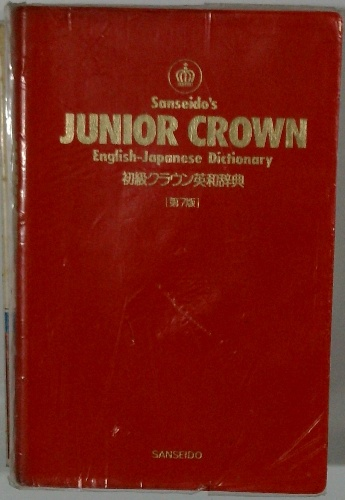 Sanseido's
JUNIOR CROWN
English-Japanese Dictionary
初級クラウン英和辞典
[第7版]
SANSEIDO